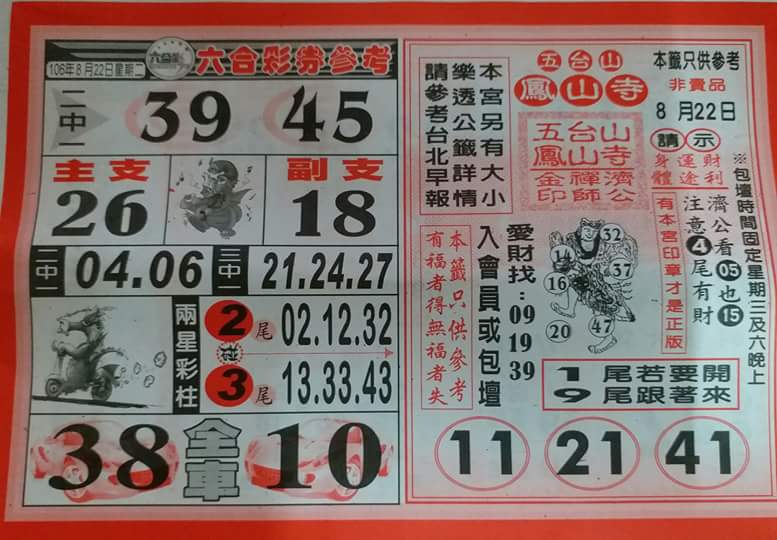 106年8月22日星期二
六合彩
六合彩券參考
二中一
39 45
主支
26
副支
18
二中一
04.06
三中一
21.24.27
兩星彩柱
2尾
02.12.32
3尾
13.33.43
38
全車
10
本宮另有大小
樂透公籤詳情
請參考台北早報
五台山
鳳山寺
本籤只供參考
非賣品
8月22日
請示
財利
運途
身體
五台山
鳳山寺
濟公
禪師
金印
※包壇時間固定星期三及六晚上
濟公看05也15
注意4尾有財
有本宮印章才是正版
愛財找:09 19 39
入會員或包壇
本籤只供參考
有福者得無福者失
32
14
37
16
20
47
1尾若要開
9尾跟著來
11 21 41